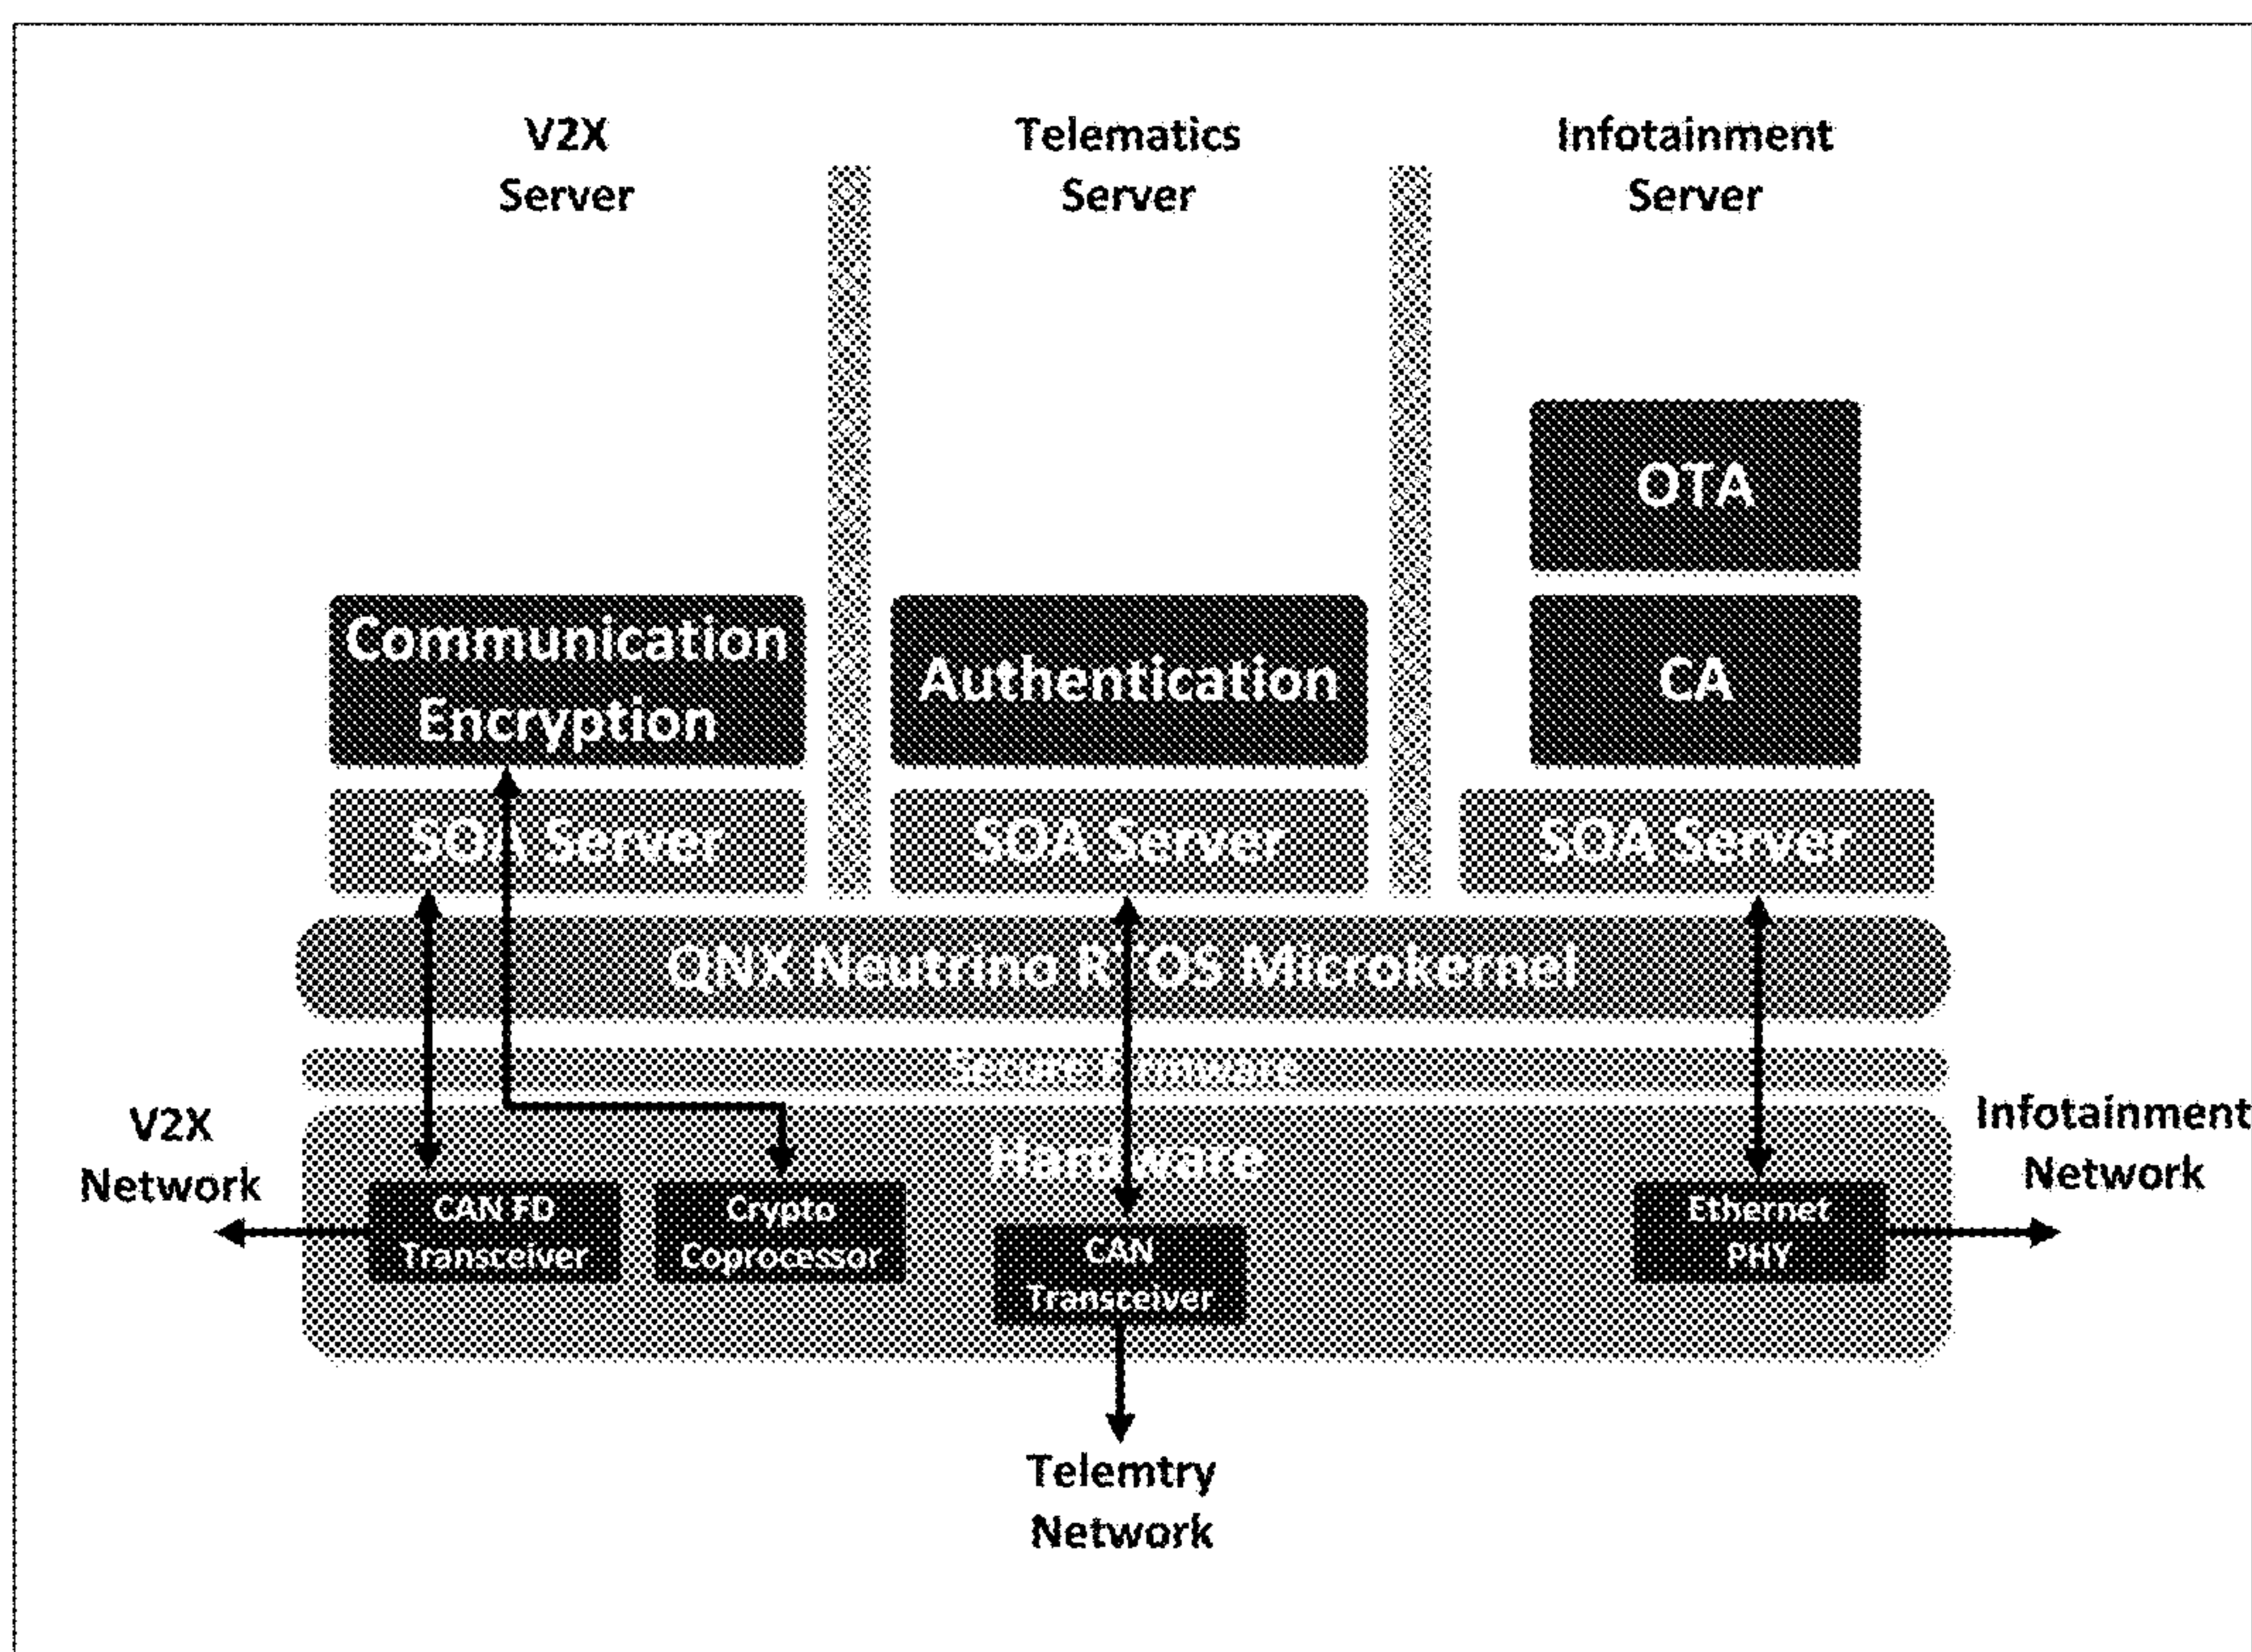 V2X
Server
Telematics
Server
Infotainment
Server
OTA
Communication
Encryption
Authentication
CA
SOA Server
SOA Server
SOA Server
QNX Neutrino RTOS Microkernel
Secure Firmware
Hardware
V2X
Network
CAN FD
Transceiver
Crypto
Coprocessor
CAN
Transceiver
Ethernet
PHY
Infotainment
Network
Telemtry
Network